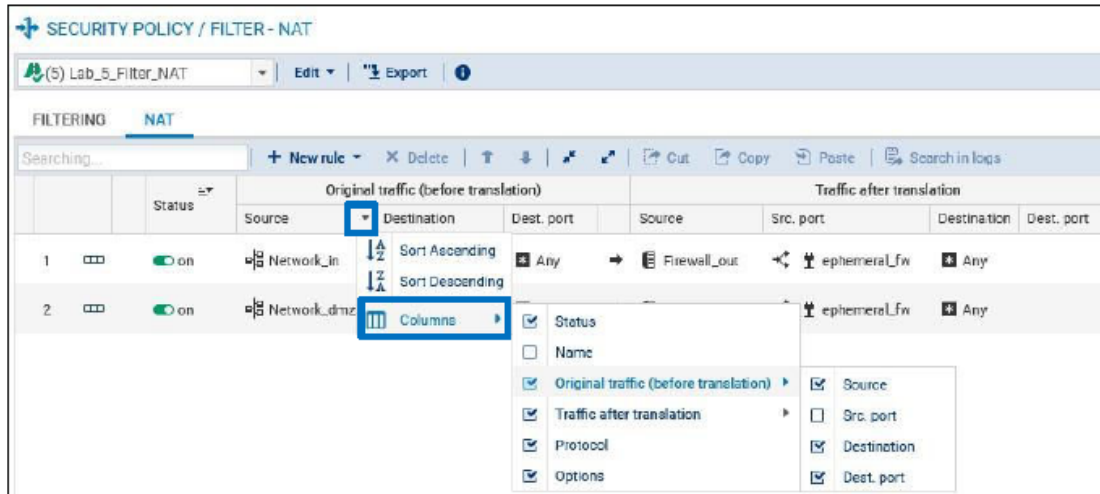 SECURITY POLICY / FILTER - NAT
(5) Lab_5_Filter_NAT Edit Export
FILTERING NAT
Searching... + New rule Delete Cut Copy Paste Search in logs
Status Original traffic (before translation) Traffic after translation
Source Destination Dest. port Source Src. port Destination Dest. port
1 on Network_in Sort Ascending Any Firewall_out ephemeral_fw Any
Sort Descending
2 on Network_dmz Columns Status ephemeral_fw Any
Name
Original traffic (before translation) Source
Traffic after translation Src. port
Protocol Destination
Options Dest. port